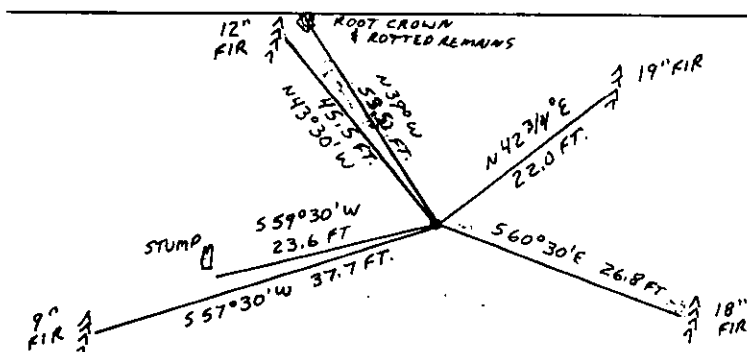 12" FIR
ROOT CROWN
& ROTTED REMAINS
19" FIR
N 39° W
FT.
45.5 FT.
N 43° 30' W
N 42 3/4° E
22.0 FT.
S 59° 30' W
23.6 FT
STUMP
S 57° 30' W 37.7 FT.
S 60° 30' E 26.8 FT
9" FIR
18" FIR